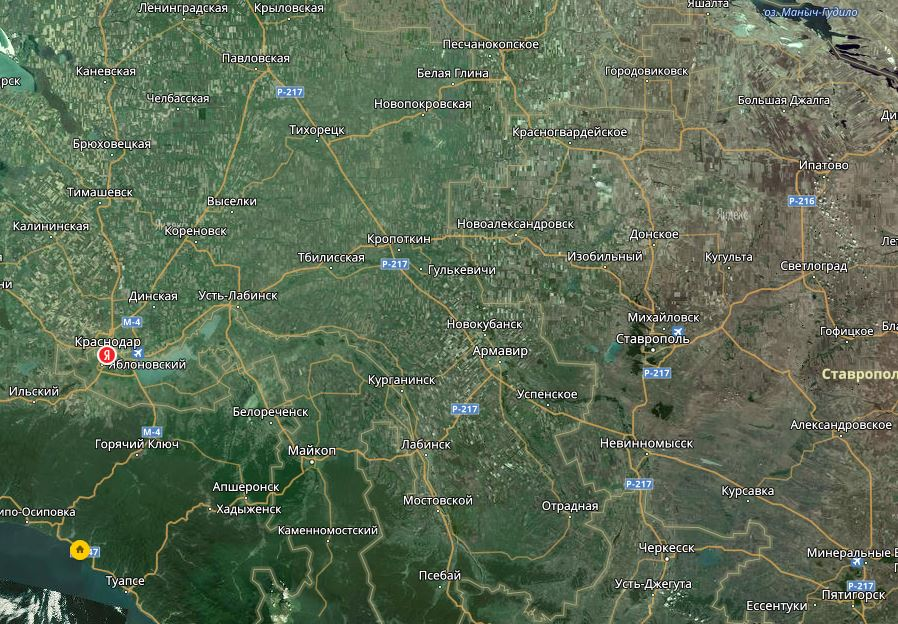 Ленинградская
Крыловская
Яшалта
оз. Маныч-Гудило
Песчанокопское
Павловская
Каневская
Белая Глина
Городовиковск
рск
Р-217
Челбасская
Новопокровская
Большая Джалга
Тихорецк
Красногвардейское
Ди
Брюховецкая
Ипатово
Тимашевск
Выселки
Р-216
Яндекс
Калининская
Кореновск
Новоалександровск
Кропоткин
Донское
Ле
Тбилисская
Изобильный
Кугульта
Р-217
Гулькевичи
Светлоград
ни
Динская
Усть-Лабинск
М-4
Новокубанск
Михайловск
Гофицкое
Бла
Краснодар
Ставрополь
Я
Яблоновский
Армавир
Р-217
Ставропол
Ильский
Курганинск
Успенское
Белореченск
Р-217
Александровское
М-4
Горячий Ключ
Майкоп
Лабинск
Невинномысск
Апшеронск
Р-217
Курсавка
ипо-Осиповка
Хадыженск
Мостовской
Отрадная
Каменномостский
47
Черкесск
Минеральные В
Туапсе
Псебай
Усть-Джегута
Р-217
Пятигорск
Ессентуки